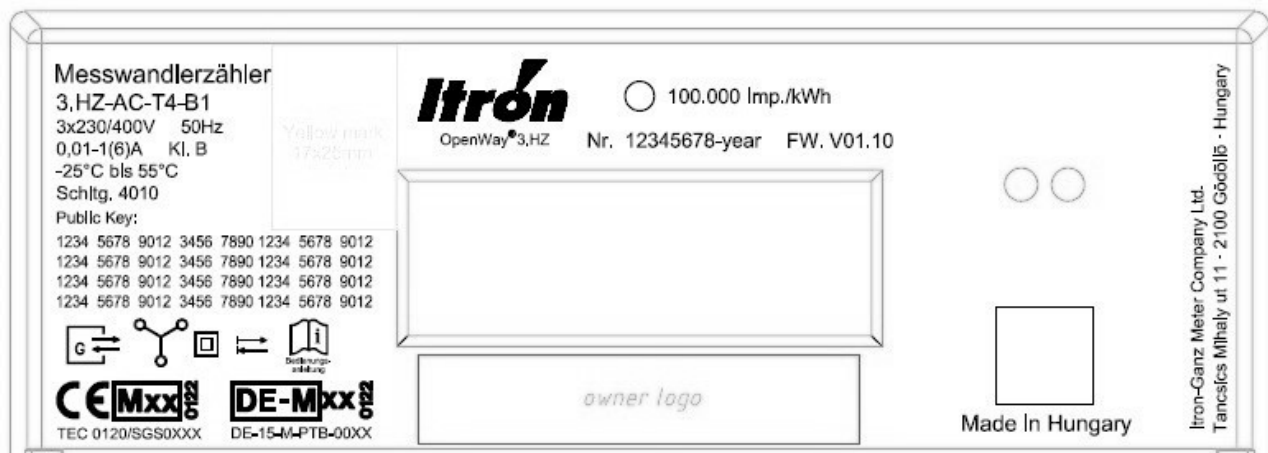 Messwandlerzähler
3.HZ-AC-T4-B1
3x230/400V 50Hz
0,01-1(6)A Kl. B
-25°C bis 55°C
Schltg. 4010
Public Key:
1234 5678 9012 3456 7890 1234 5678 9012
1234 5678 9012 3456 7890 1234 5678 9012
1234 5678 9012 3456 7890 1234 5678 9012
1234 5678 9012 3456 7890 1234 5678 9012
G
i
Bedienungs-
anleitung
CE Mxx 0122
DE-Mxx 0122
TEC 0120/SGS0XXX
DE-15-M-PTB-00XX
Yellow mark
17x26mm
Itron
OpenWay®3.HZ
100.000 Imp./kWh
Nr. 12345678-year FW. V01.10
owner logo
Made In Hungary
Itron-Ganz Meter Company Ltd.
Tancsics Mihaly ut 11 - 2100 Gödöllő - Hungary